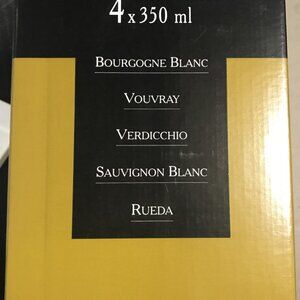 4 x 350 ml
BOURGOGNE BLANC
VOUVRAY
VERDICCHIO
SAUVIGNON BLANC
RUEDA